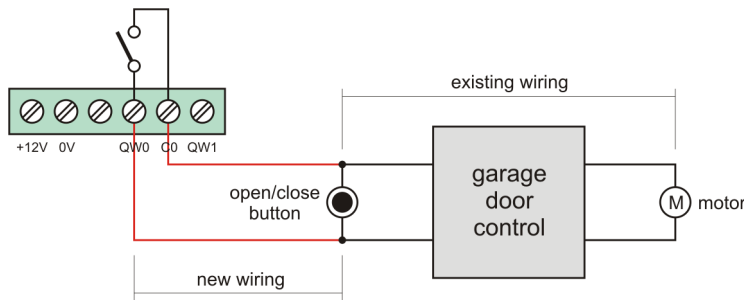 existing wiring
+12V 0V QW0 C0 QW1
open/close
button
garage
door
control
M
motor
new wiring